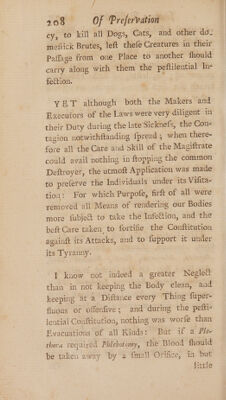 208 Of Preſervation
cy, to kill all Dogs, Cats, and other do-
meſtick Brutes, leſt theſe Creatures in their
Paſſage from one Place to another ſhould
carry along with them the peſtilential In-
fection.
YET although both the Makers and
Executors of the Laws were very diligent in
their Duty during the late Sickneſs, the Con-
tagion notwithſtanding ſpread; when there-
fore all the Care and Skill of the Magiſtrate
could avail nothing in ſtopping the common
Deſtroyer, the utmoſt Application was made
to preſerve the Individuals under its Viſita-
tion: For which Purpoſe, firſt of all were
removed all Means of rendering our Bodies
more ſubject to take the Infection, and the
beſt Care taken to fortifie the Conſtitution
againſt its Attacks, and to ſupport it under
its Tyranny.
I know not indeed a greater Neglect
than in not keeping the Body clean, and
keeping at a Diſtance every Thing ſuper-
fluous or offenſive; and during the peſti-
lential Conſtitution, nothing was worſe than
Evacuations of all Kinds: But if a Ple-
thora required Phlebotomy, the Blood ſhould
be taken away by a ſmall Orifice, in but
little